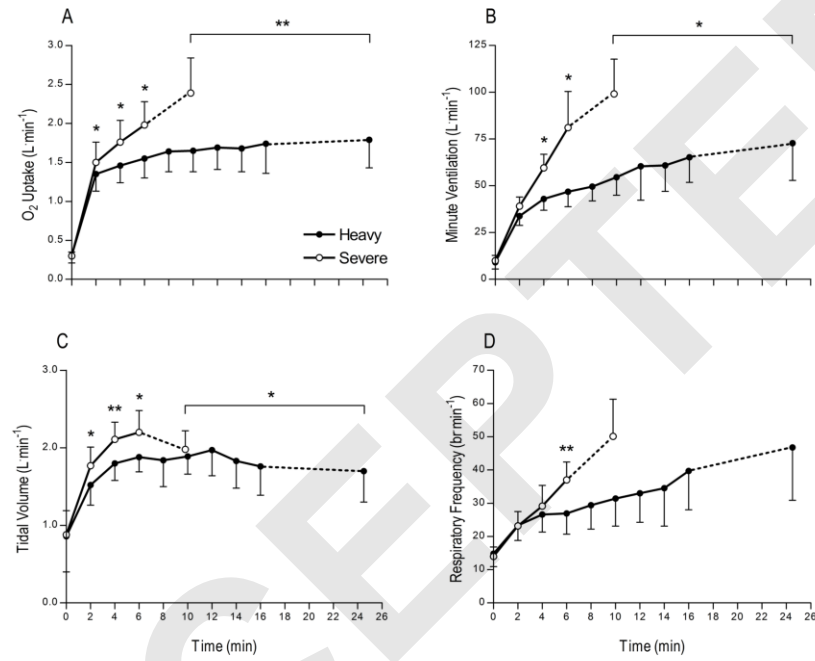 A
**
3.0
2.5
2.0
1.5
1.0
0.5
0.0
O2 Uptake (L·min-1)
*
*
*
Heavy
Severe
B
*
125
100
75
50
25
0
Minute Ventilation (L·min-1)
*
*
C
3.0
2.0
1.0
0.0
Tidal Volume (L·min-1)
*
**
*
*
0 2 4 6 8 10 12 14 16 18 20 22 24 26
Time (min)
D
70
60
50
40
30
20
10
0
Respiratory Frequency (br·min-1)
**
0 2 4 6 8 10 12 14 16 18 20 22 24 26
Time (min)
CEPTE